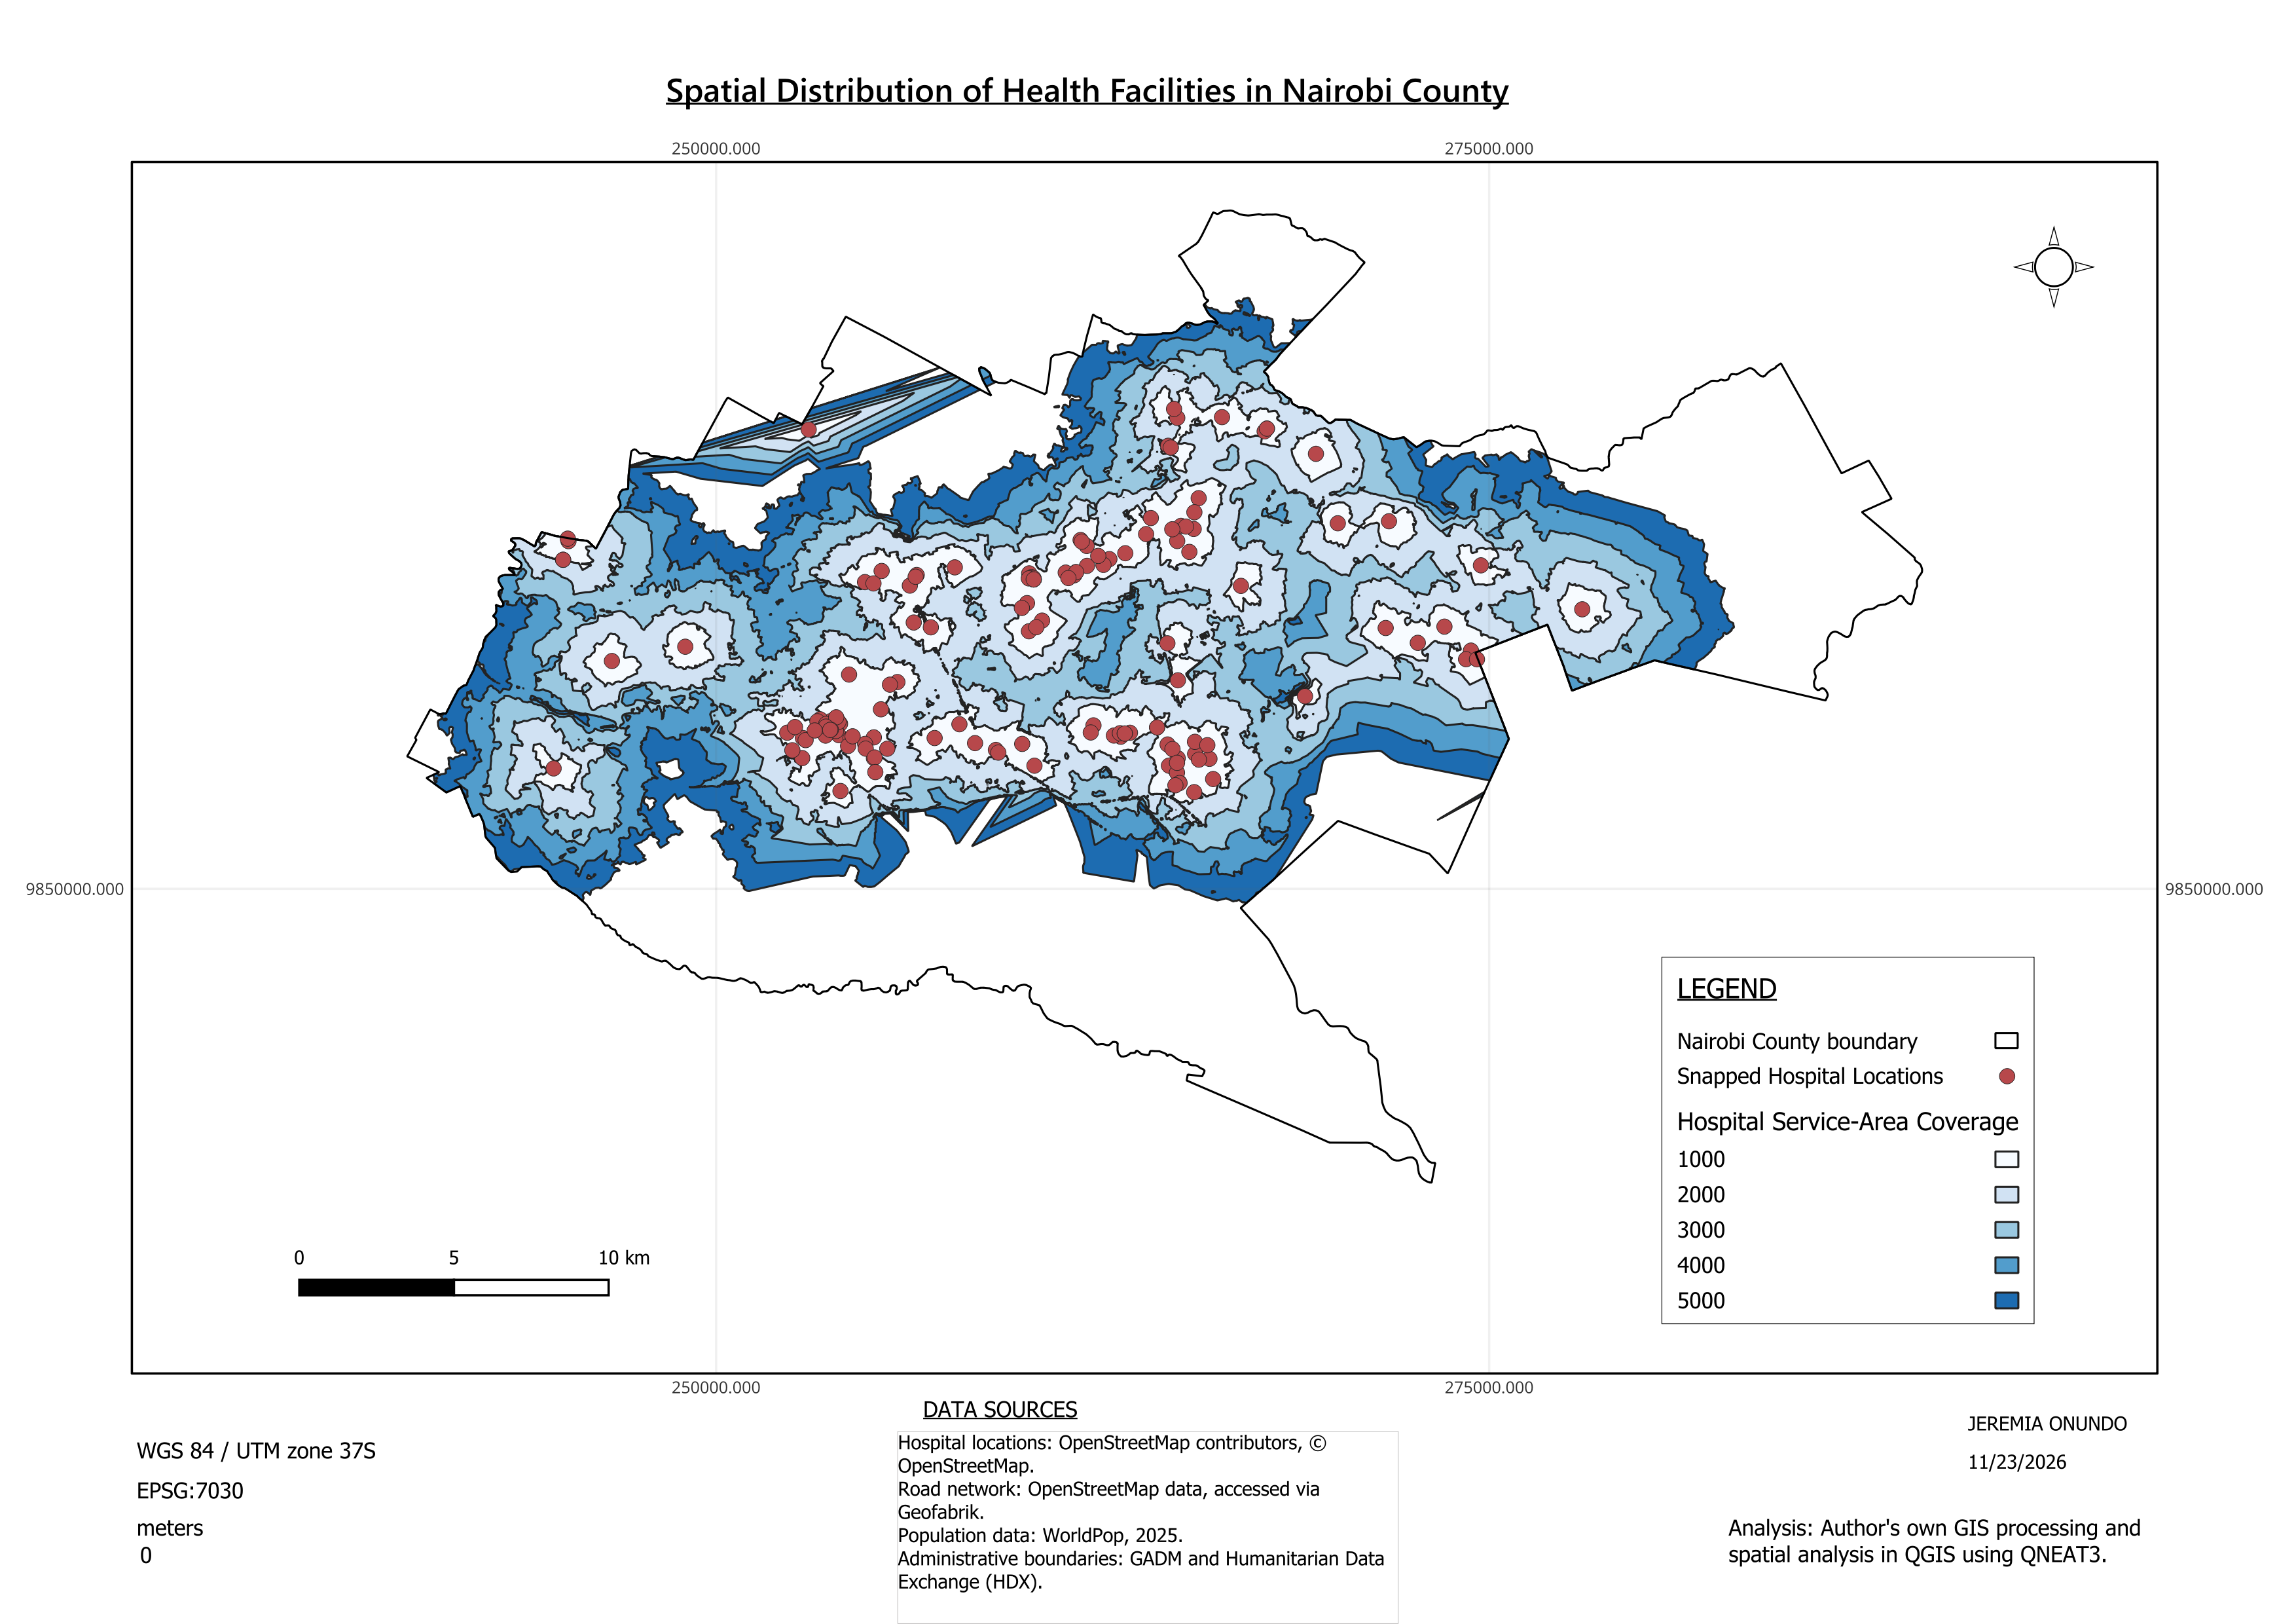 Spatial Distribution of Health Facilities in Nairobi County
250000.000
275000.000
9850000.000
9850000.000
LEGEND
Nairobi County boundary
Snapped Hospital Locations
Hospital Service-Area Coverage
1000
2000
3000
4000
5000
0 5 10 km
250000.000
275000.000
DATA SOURCES
Hospital locations: OpenStreetMap contributors, ©
OpenStreetMap.
Road network: OpenStreetMap data, accessed via
Geofabrik.
Population data: WorldPop, 2025.
Administrative boundaries: GADM and Humanitarian Data
Exchange (HDX).
WGS 84 / UTM zone 37S
EPSG:7030
meters
0
JEREMIA ONUNDO
11/23/2026
Analysis: Author's own GIS processing and
spatial analysis in QGIS using QNEAT3.